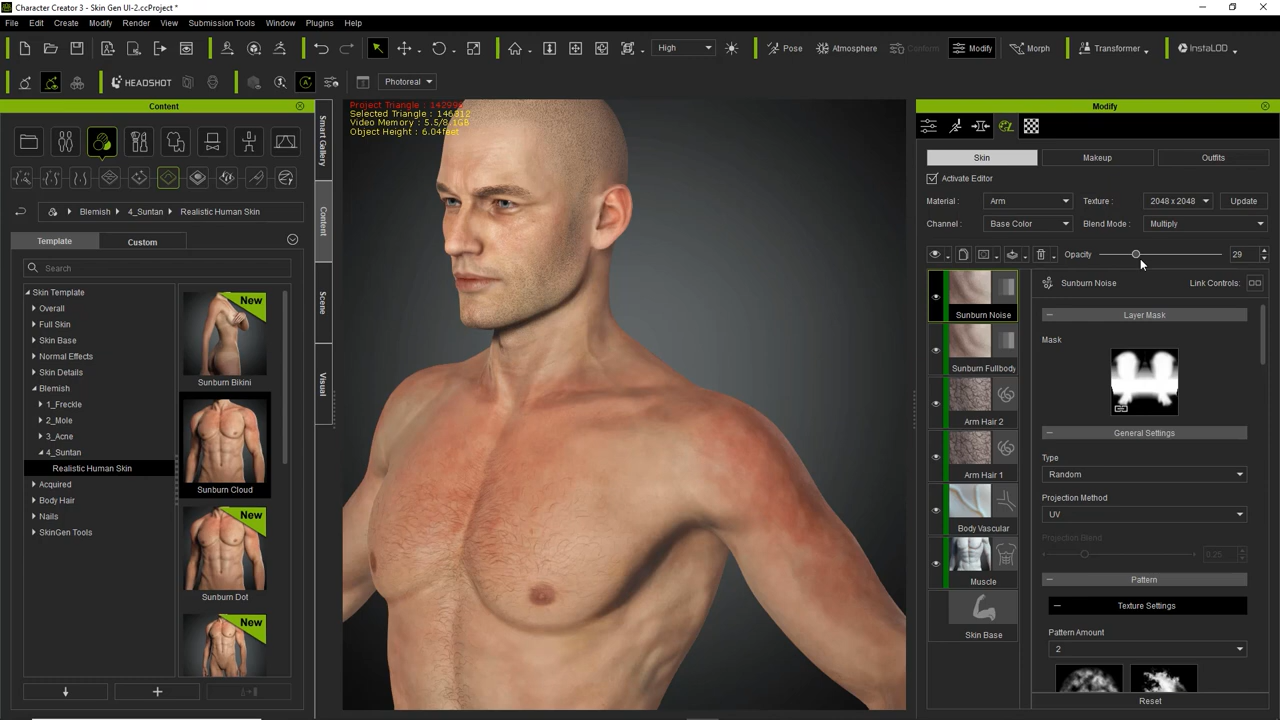 Character Creator 3 - Skin Gen UI-2.ccProject *
File Edit Create Modify Render View Submission Tools Window Plugins Help
High Pose Atmosphere Conform Modify Morph Transformer InstaLOD
HEADSHOT Photoreal
Content
Blemish 4_Suntan Realistic Human Skin
Template Custom
Search
Skin Template
Overall
Full Skin
Skin Base
Normal Effects
Skin Details
Blemish
1_Freckle
2_Mole
3_Acne
4_Suntan
Realistic Human Skin
Acquired
Body Hair
Nails
SkinGen Tools
New
Sunburn Bikini
Sunburn Cloud
New
Sunburn Dot
New
Smart Gallery
Content
Scene
Visual
Project Triangle : 142996
Selected Triangle : 146312
Video Memory : 5.5/8.1GB
Object Height : 6.04feet
Modify
Skin Makeup Outfits
Activate Editor
Material : Arm Texture : 2048 x 2048 Update
Channel : Base Color Blend Mode : Multiply
Opacity 29
Sunburn Noise
Sunburn Fullbody
Arm Hair 2
Arm Hair 1
Body Vascular
Muscle
Skin Base
Sunburn Noise Link Controls:
Layer Mask
Mask
General Settings
Type
Random
Projection Method
UV
Projection Blend
0.25
Pattern
Texture Settings
Pattern Amount
2
Reset